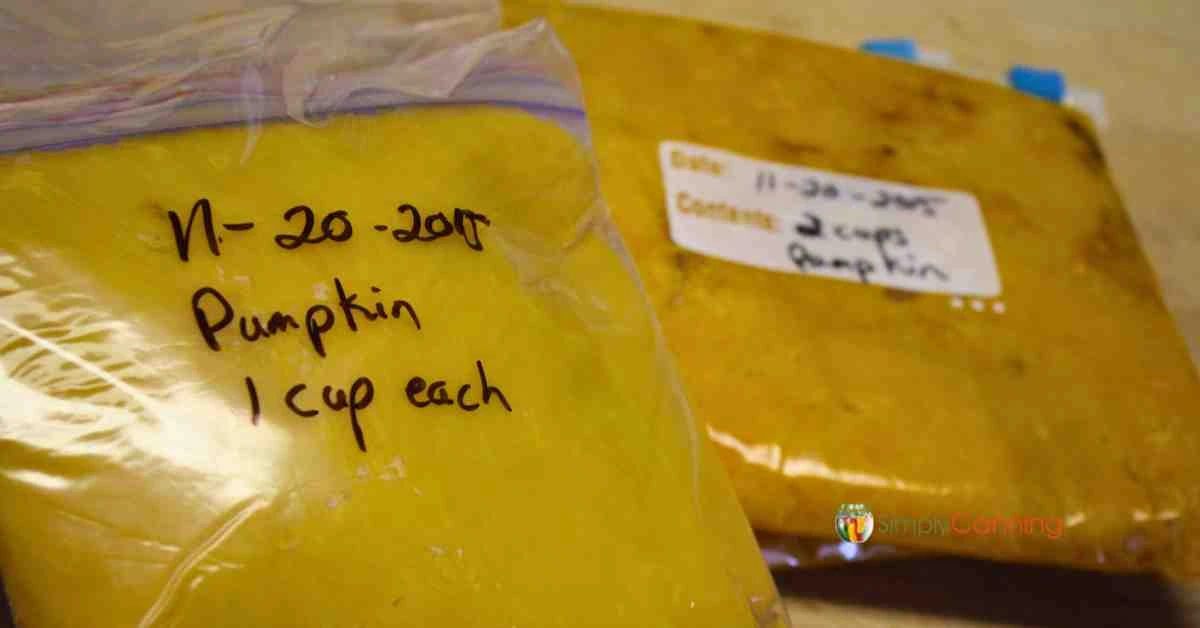 11-20-2015
Pumpkin
1 cup each
Date: 11-20-2015
Contents: 2 cups
Pumpkin
SimplyCanning